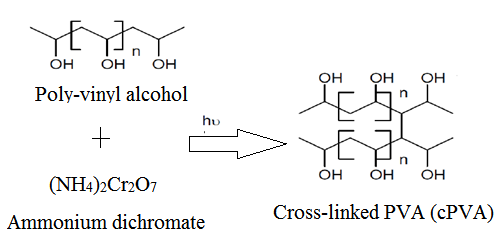 OH OH n OH
Poly-vinyl alcohol
+
(NH4)2Cr2O7
Ammonium dichromate
hυ
OH OH OH
n
n
OH OH OH
Cross-linked PVA (cPVA)